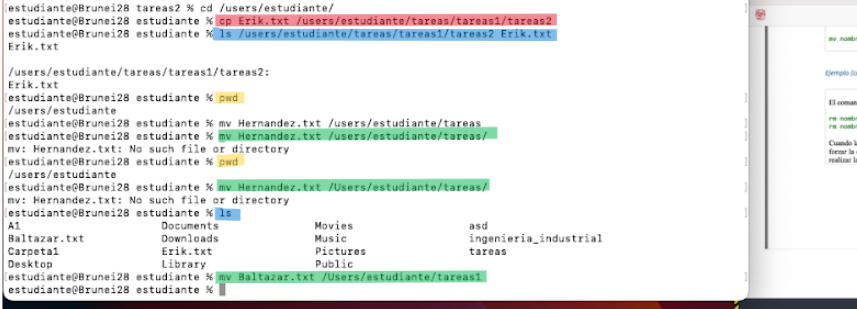 [estudiante@Brunei28 tareas2 % cd /users/estudiante/
[estudiante@Brunei28 estudiante % cp Erik.txt /users/estudiante/tareas/tareas1/tareas2
[estudiante@Brunei28 estudiante % ls /users/estudiante/tareas/tareas1/tareas2 Erik.txt
Erik.txt
/users/estudiante/tareas/tareas1/tareas2:
Erik.txt
[estudiante@Brunei28 estudiante % pwd
/users/estudiante
[estudiante@Brunei28 estudiante % mv Hernandez.txt /users/estudiante/tareas
[estudiante@Brunei28 estudiante % mv Hernandez.txt /users/estudiante/tareas/
mv: Hernandez.txt: No such file or directory
[estudiante@Brunei28 estudiante % pwd
/users/estudiante
[estudiante@Brunei28 estudiante % mv Hernandez.txt /Users/estudiante/tareas/
mv: Hernandez.txt: No such file or directory
[estudiante@Brunei28 estudiante % ls
A1 Documents Movies asd
Baltazar.txt Downloads Music ingenieria_industrial
Carpeta1 Erik.txt Pictures tareas
Desktop Library Public
[estudiante@Brunei28 estudiante % mv Baltazar.txt /Users/estudiante/tareas1
estudiante@Brunei28 estudiante %
mv nomb
Ejemplo (c
El coman
rm nomb
rm nomb
Cuando la
forzar la
realizar la